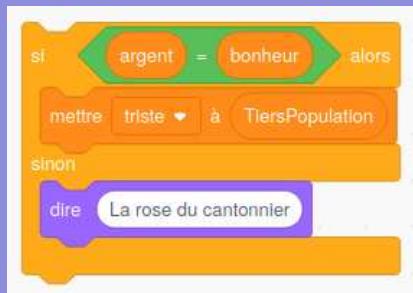 si argent = bonheur alors
mettre triste à TiersPopulation
sinon
dire La rose du cantonnier